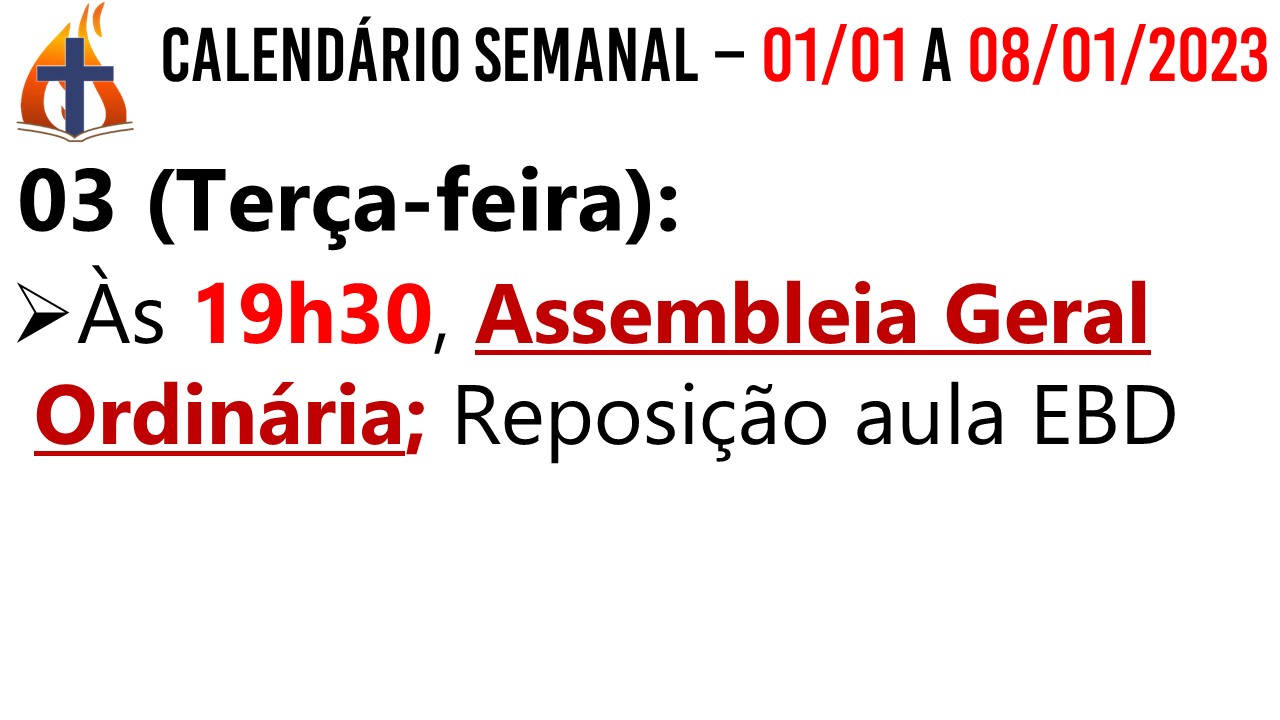 CALENDÁRIO SEMANAL – 01/01 A 08/01/2023
03 (Terça-feira):
➢Às 19h30, Assembleia Geral
Ordinária; Reposição aula EBD